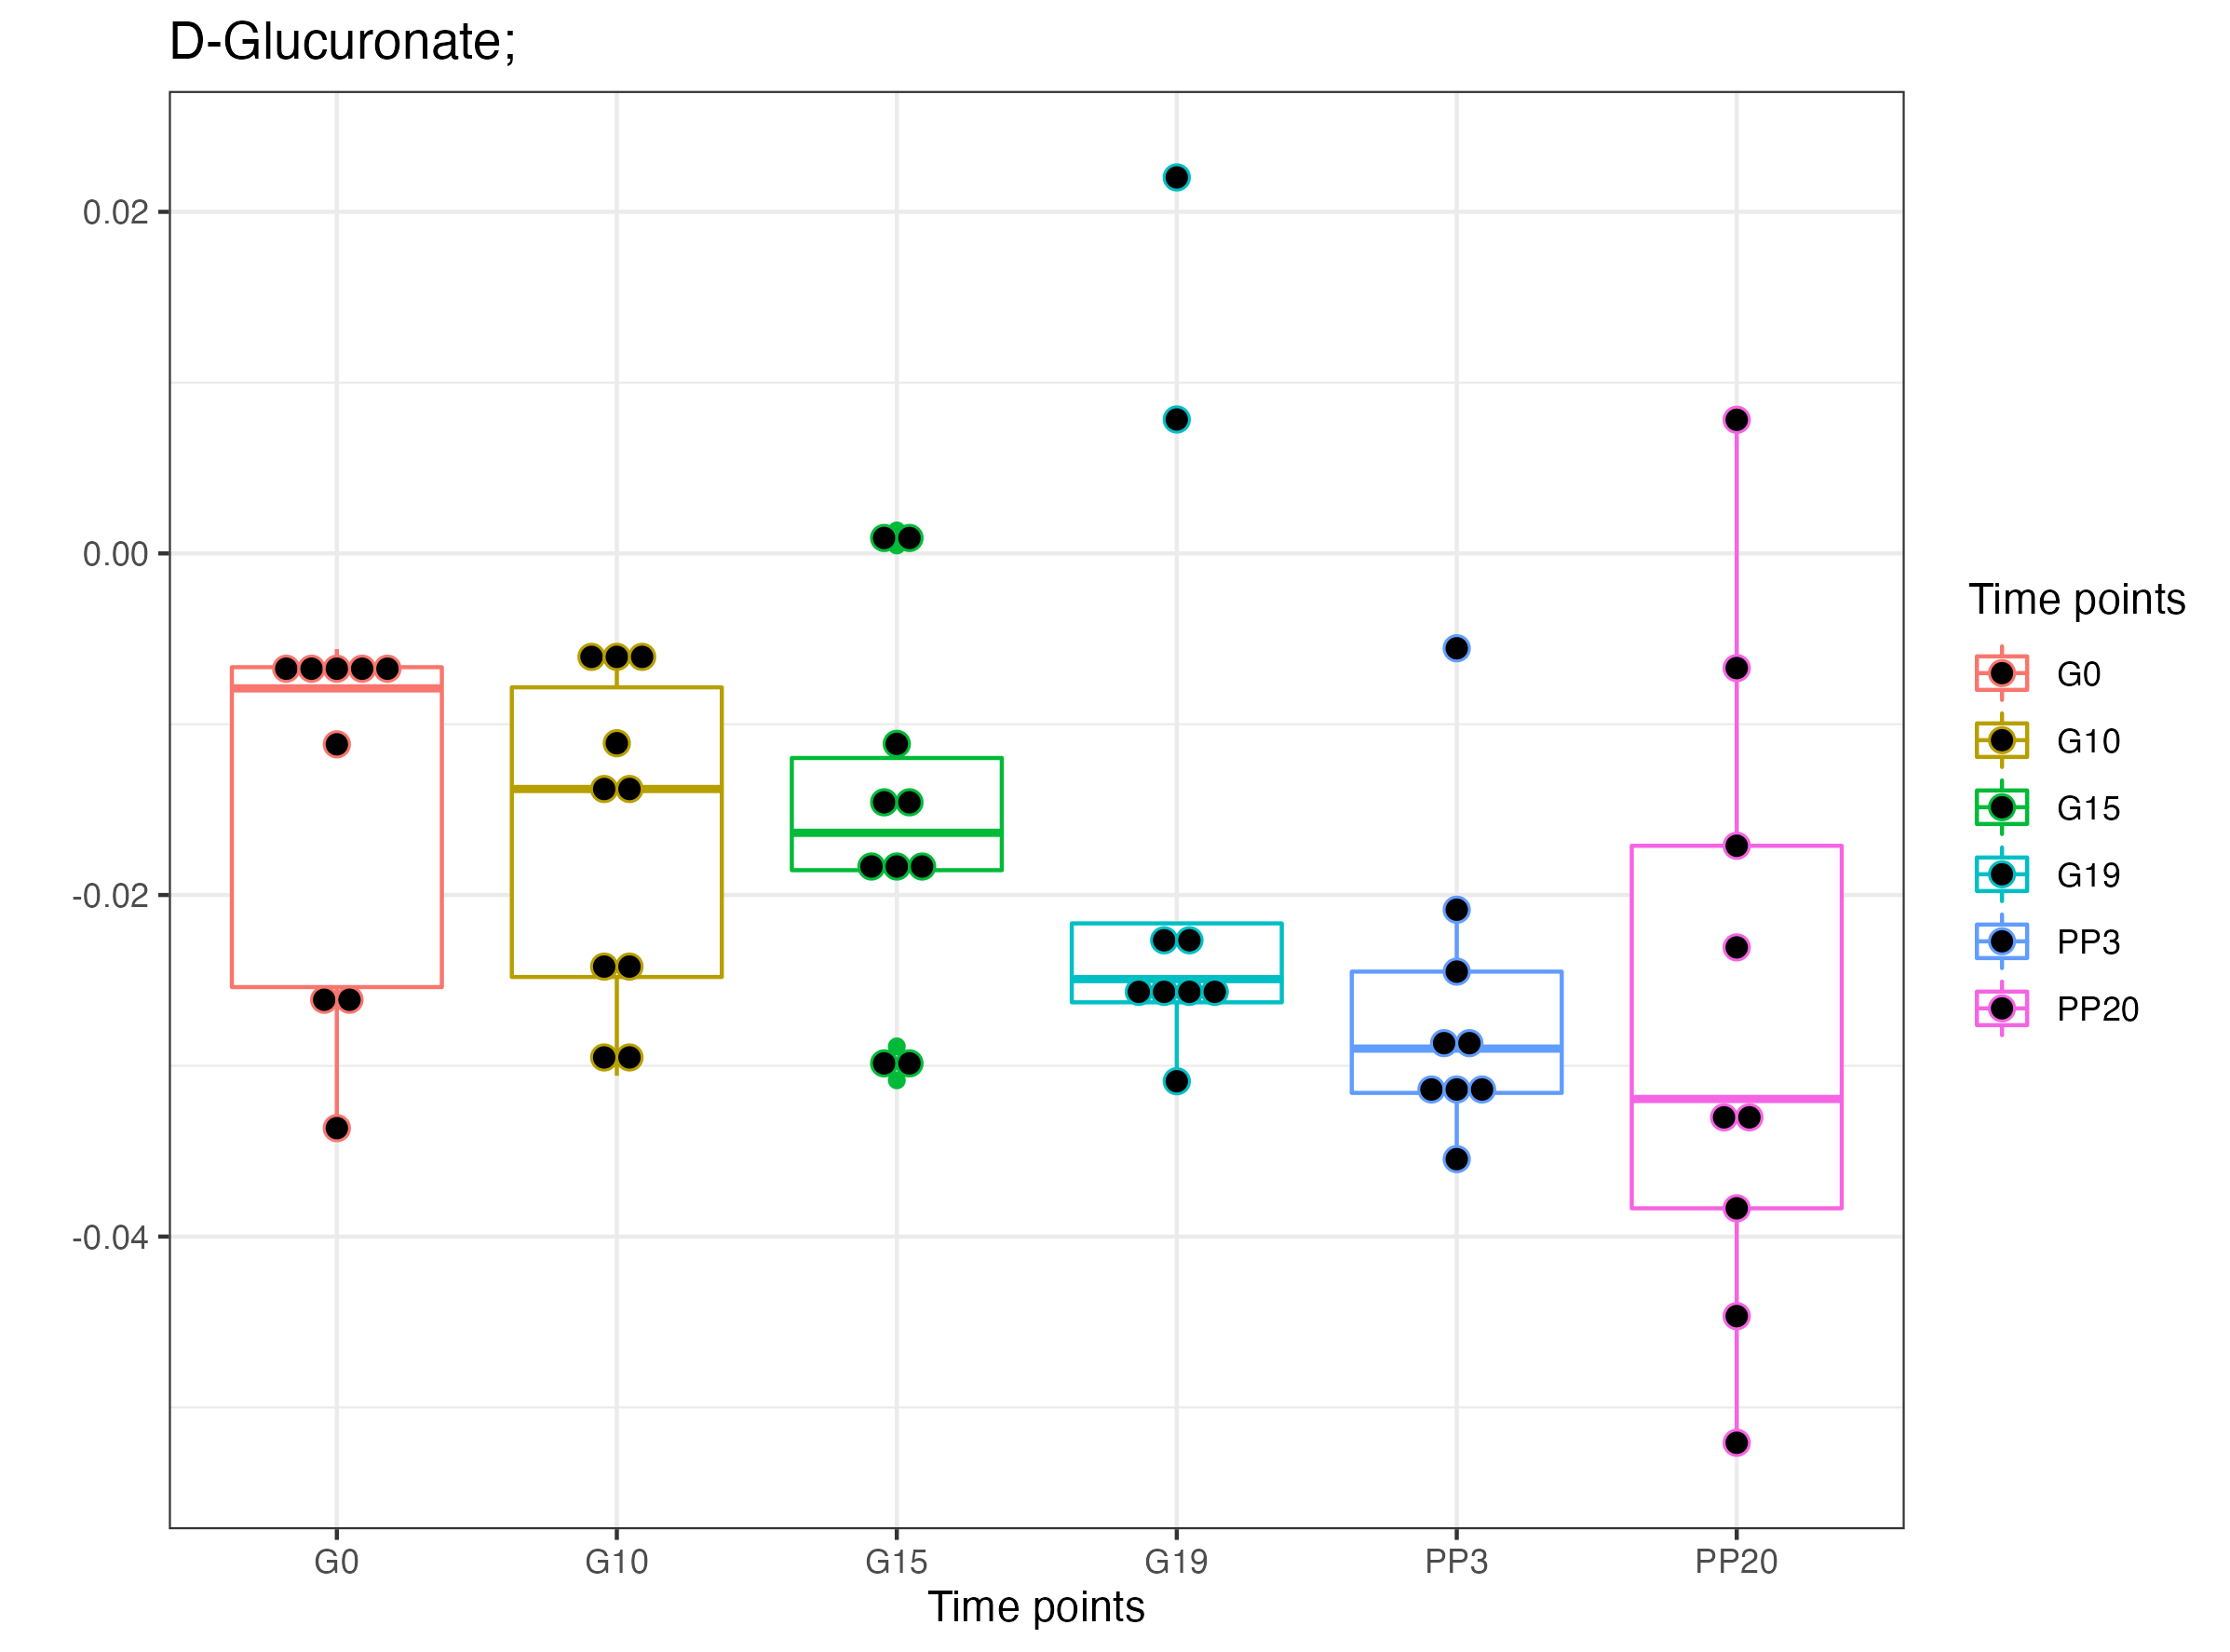 D-Glucuronate;
0.02
0.00
-0.02
-0.04
G0 G10 G15 G19 PP3 PP20
Time points
Time points
G0
G10
G15
G19
PP3
PP20